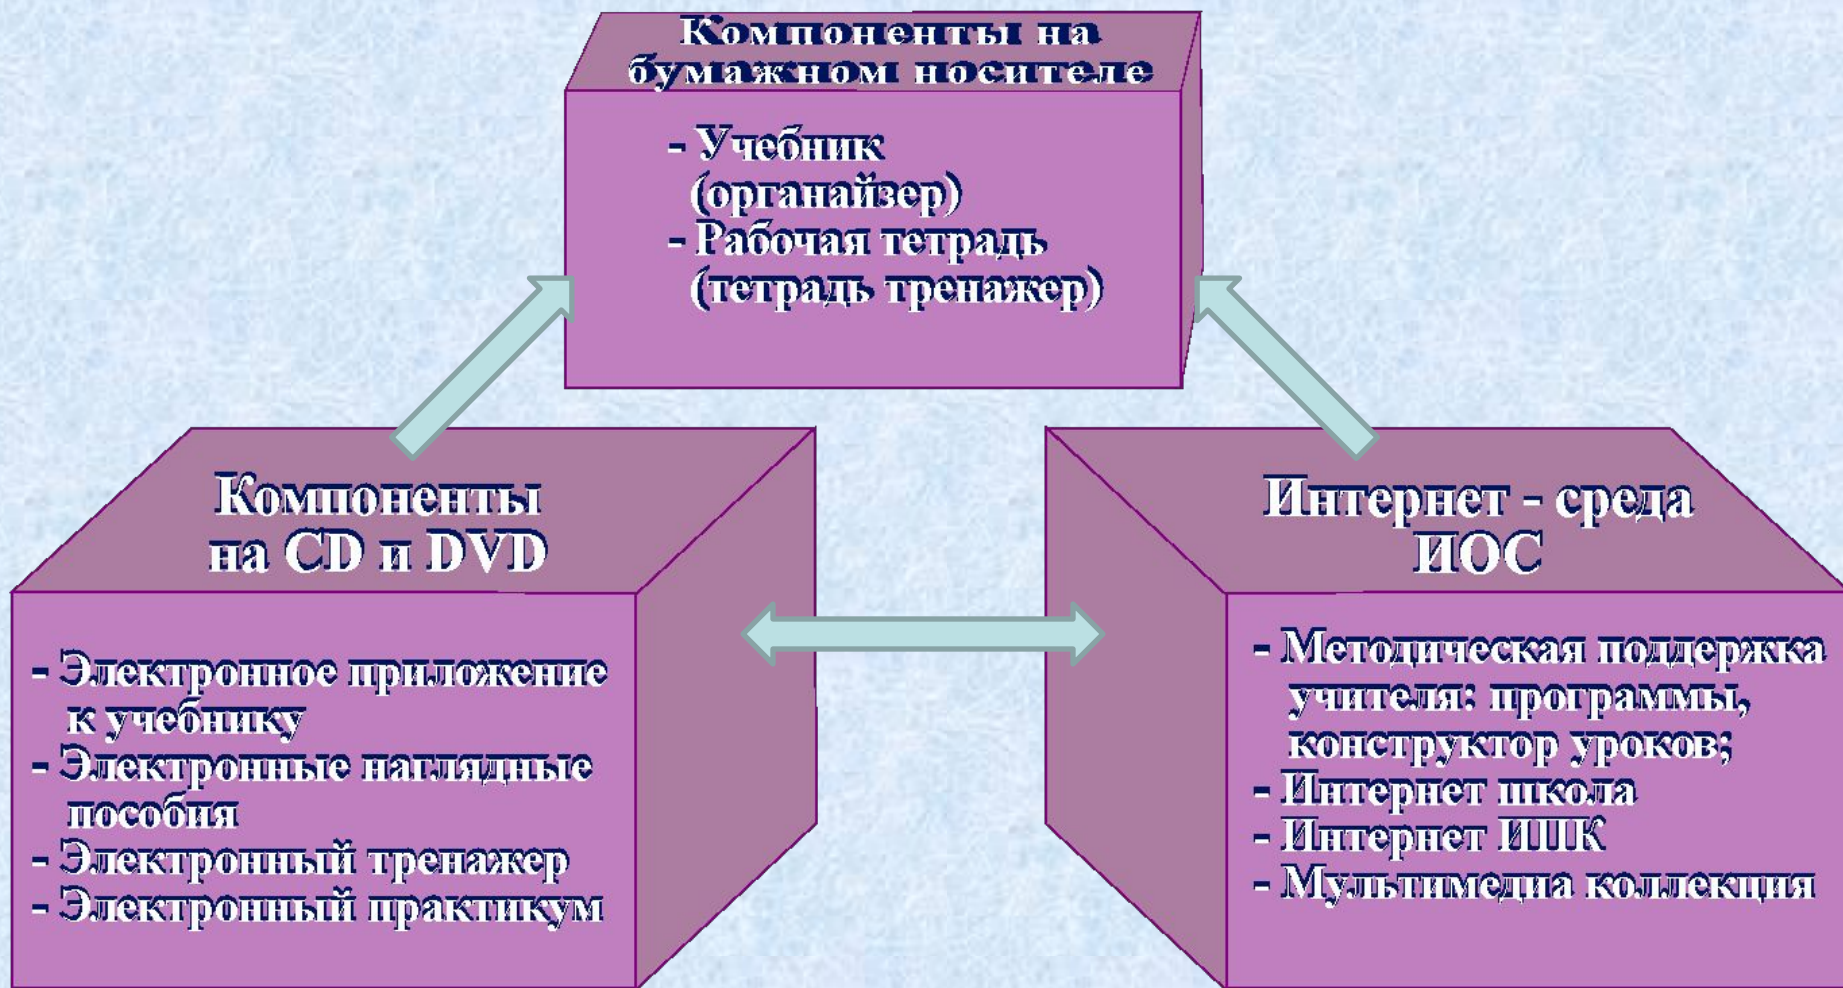 Компоненты на
бумажном носителе
- Учебник
(органайзер)
- Рабочая тетрадь
(тетрадь тренажер)
Компоненты
на CD и DVD
- Электронное приложение
к учебнику
- Электронные наглядные
пособия
- Электронный тренажер
- Электронный практикум
Интернет - среда
ИОС
- Методическая поддержка
учителя: программы,
конструктор уроков;
- Интернет школа
- Интернет ИПК
- Мультимедиа коллекция